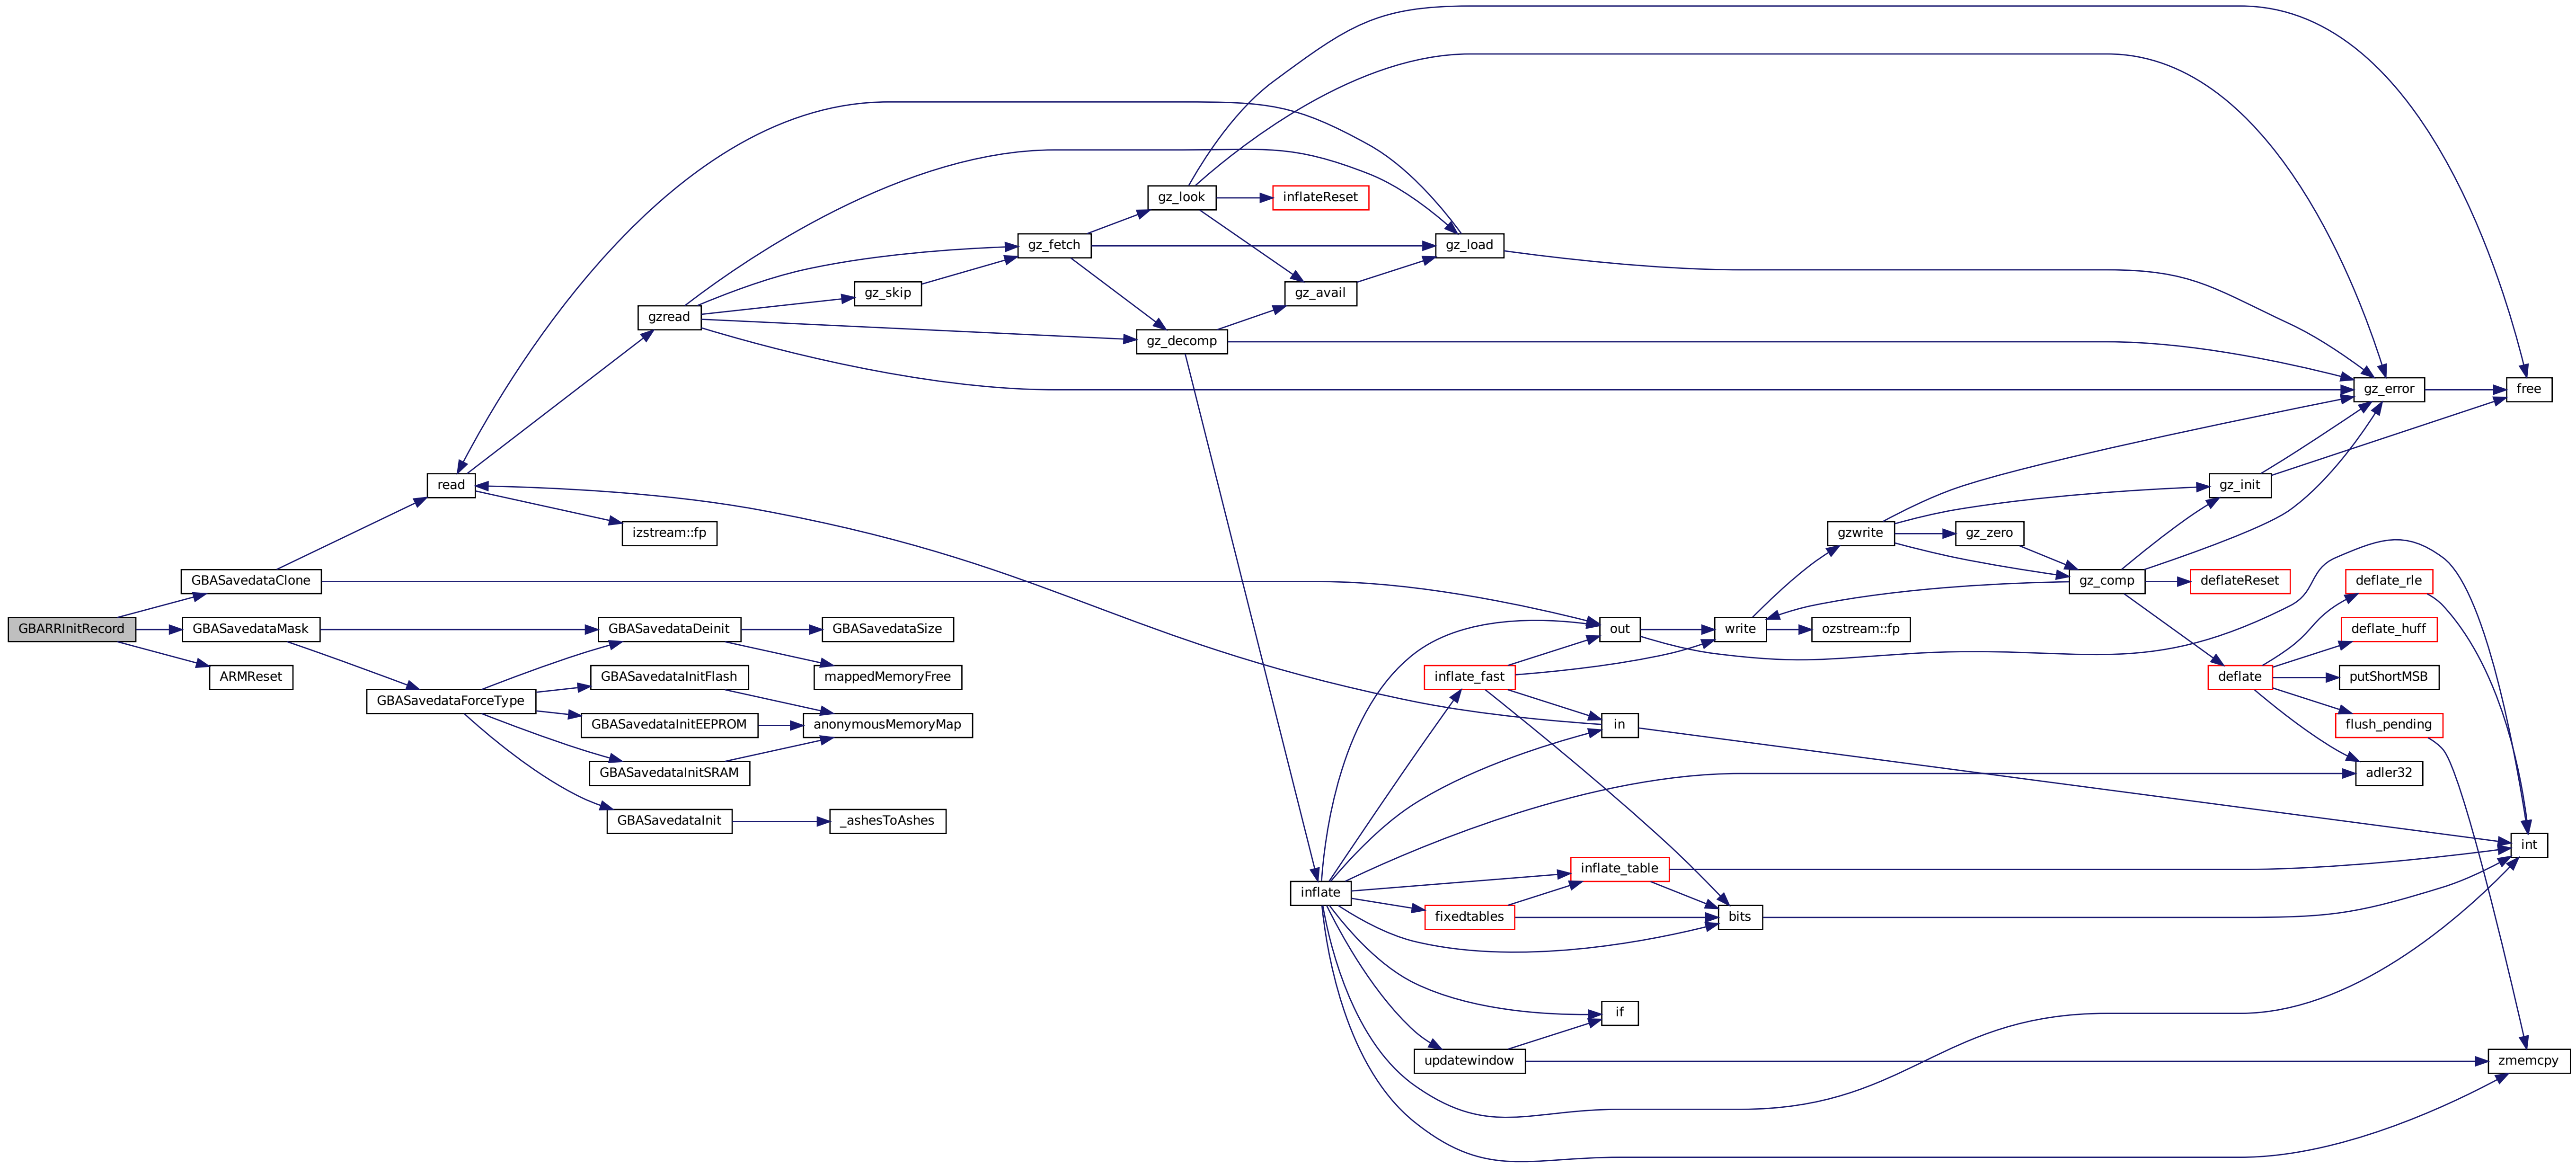 GBARRInitRecord
GBASavedataClone
GBASavedataMask
ARMReset
read
GBASavedataForceType
izstream::fp
GBASavedataDeinit
GBASavedataInitFlash
GBASavedataInitEEPROM
GBASavedataInitSRAM
GBASavedataInit
GBASavedataSize
mappedMemoryFree
anonymousMemoryMap
_ashesToAshes
gzread
gz_skip
gz_fetch
gz_look
gz_decomp
inflateReset
gz_avail
gz_load
inflate
inflate_fast
fixedtables
updatewindow
out
in
inflate_table
if
write
bits
ozstream::fp
gzwrite
gz_zero
gz_comp
gz_init
deflateReset
deflate
deflate_rle
deflate_huff
putShortMSB
flush_pending
adler32
gz_error
free
int
zmemcpy